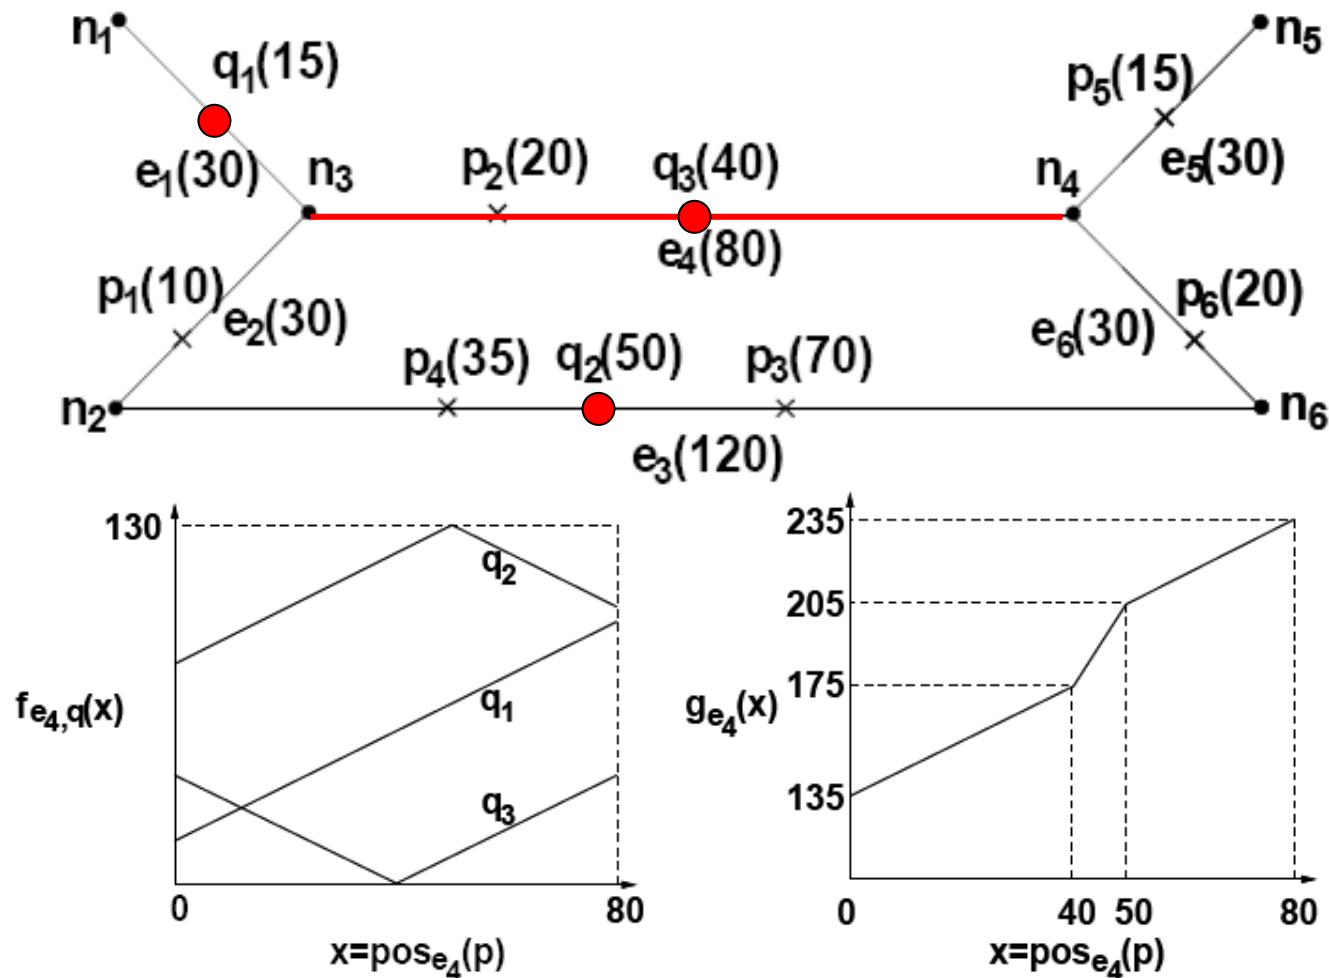 n1 n5
q1(15) p5(15)
e1(30) n3 p2(20) q3(40) n4 e5(30)
e4(80)
p1(10) e2(30) e6(30) p6(20)
p4(35) q2(50) p3(70)
n2 n6
e3(120)
130
q2
q1
fe4,q(x)
q3
0 80
x=pose4(p)
235
205
175
ge4(x)
135
0 40 50 80
x=pose4(p)